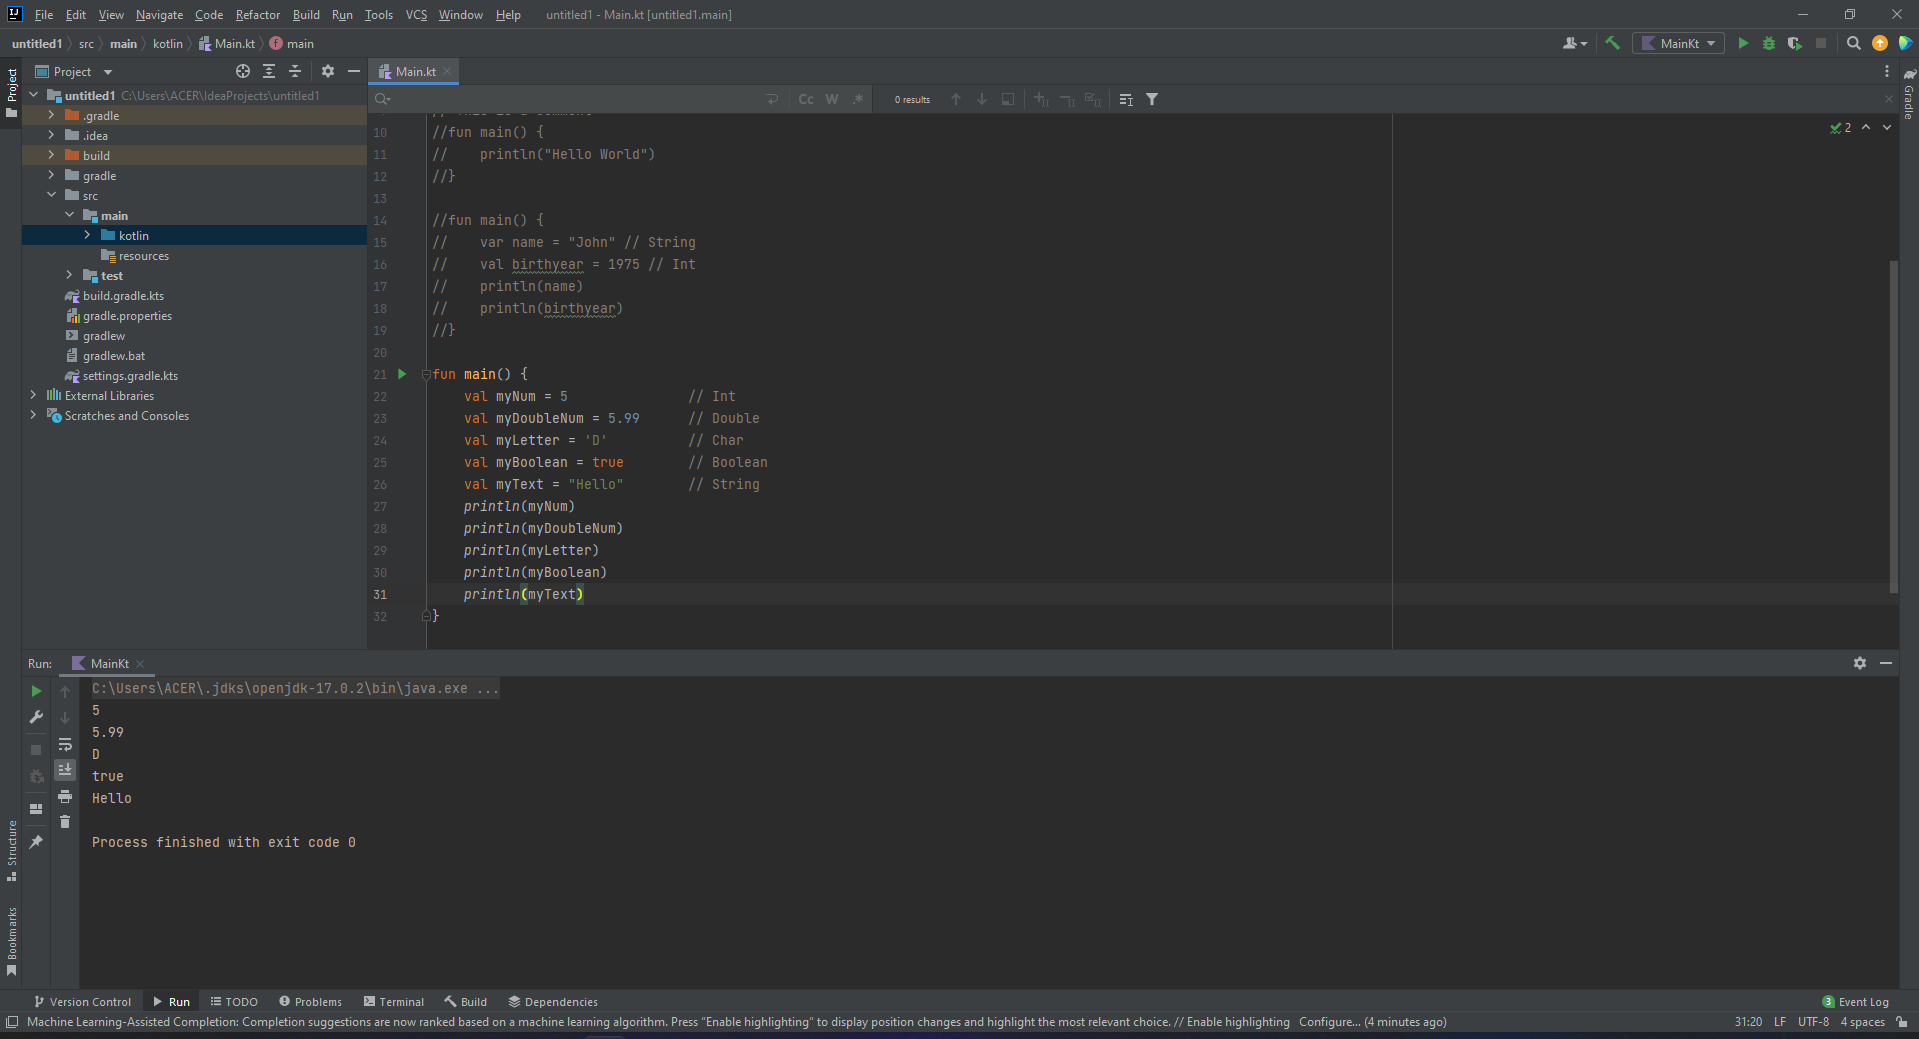 File Edit View Navigate Code Refactor Build Run Tools VCS Window Help untitled1 - Main.kt [untitled1.main]
untitled1 src main kotlin Main.kt main MainKt
Project
Project
untitled1 C:\Users\ACER\IdeaProjects\untitled1
.gradle
.idea
build
gradle
src
main
kotlin
resources
test
build.gradle.kts
gradle.properties
gradlew
gradlew.bat
settings.gradle.kts
External Libraries
Scratches and Consoles
Main.kt
Gradle
Cc W .* 0 results
2
// This is a comment
10 //fun main() {
11 //    println("Hello World")
12 //}
13
14 //fun main() {
15 //    var name = "John" // String
16 //    val birthyear = 1975 // Int
17 //    println(name)
18 //    println(birthyear)
19 //}
20
21 fun main() {
22     val myNum = 5               // Int
23     val myDoubleNum = 5.99      // Double
24     val myLetter = 'D'          // Char
25     val myBoolean = true        // Boolean
26     val myText = "Hello"        // String
27     println(myNum)
28     println(myDoubleNum)
29     println(myLetter)
30     println(myBoolean)
31     println(myText)
32 }
Run: MainKt
C:\Users\ACER\.jdks\openjdk-17.0.2\bin\java.exe ...
5
5.99
D
true
Hello
Process finished with exit code 0
Structure
Bookmarks
Version Control Run TODO Problems Terminal Build Dependencies 3 Event Log
Machine Learning-Assisted Completion: Completion suggestions are now ranked based on a machine learning algorithm. Press “Enable highlighting” to display position changes and highlight the most relevant choice. // Enable highlighting Configure... (4 minutes ago) 31:20 LF UTF-8 4 spaces